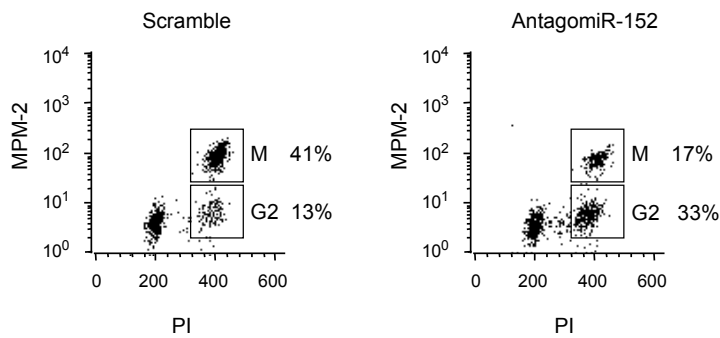 Scramble
MPM-2
10⁴
10³
10²
10¹
10⁰
M 41%
G2 13%
0 200 400 600
PI
AntagomiR-152
MPM-2
10⁴
10³
10²
10¹
10⁰
M 17%
G2 33%
0 200 400 600
PI